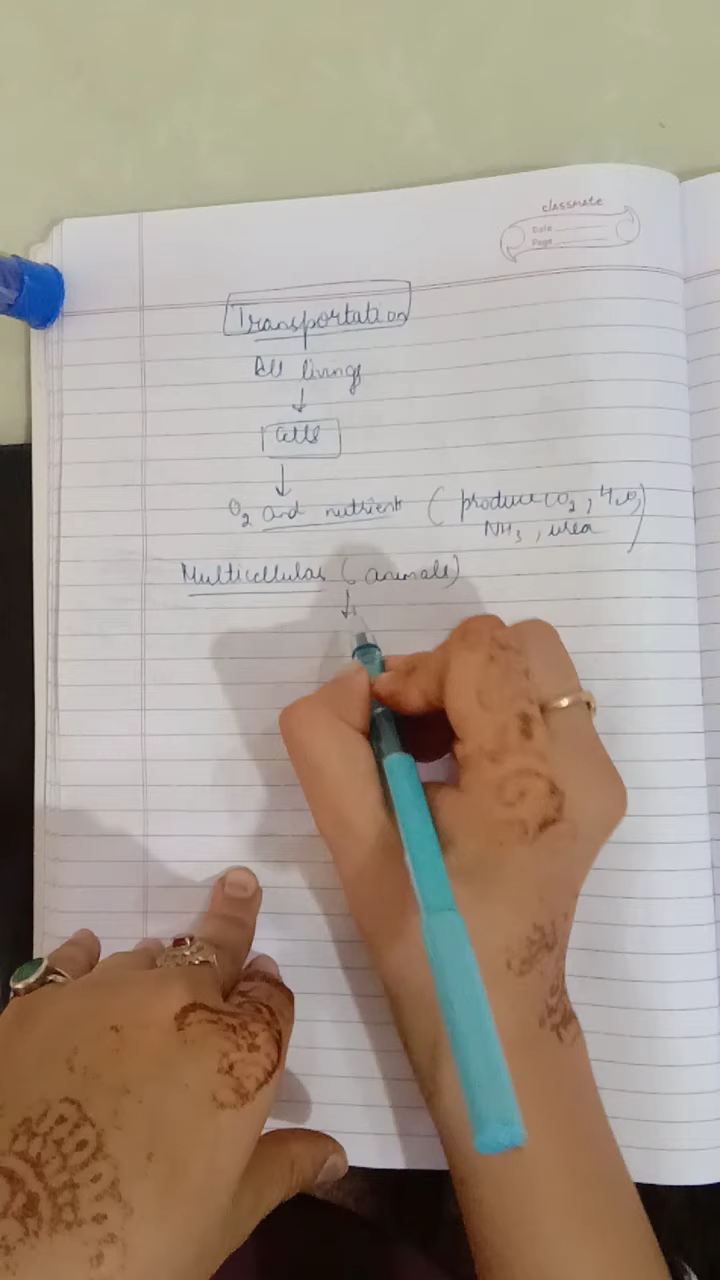 classmate
Date
Page
Transportation
All livings
↓
Cells
↓
O₂ and nutrient ( produce CO₂, H₂O,
NH₃, urea )
Multicellular ( animals)
↓